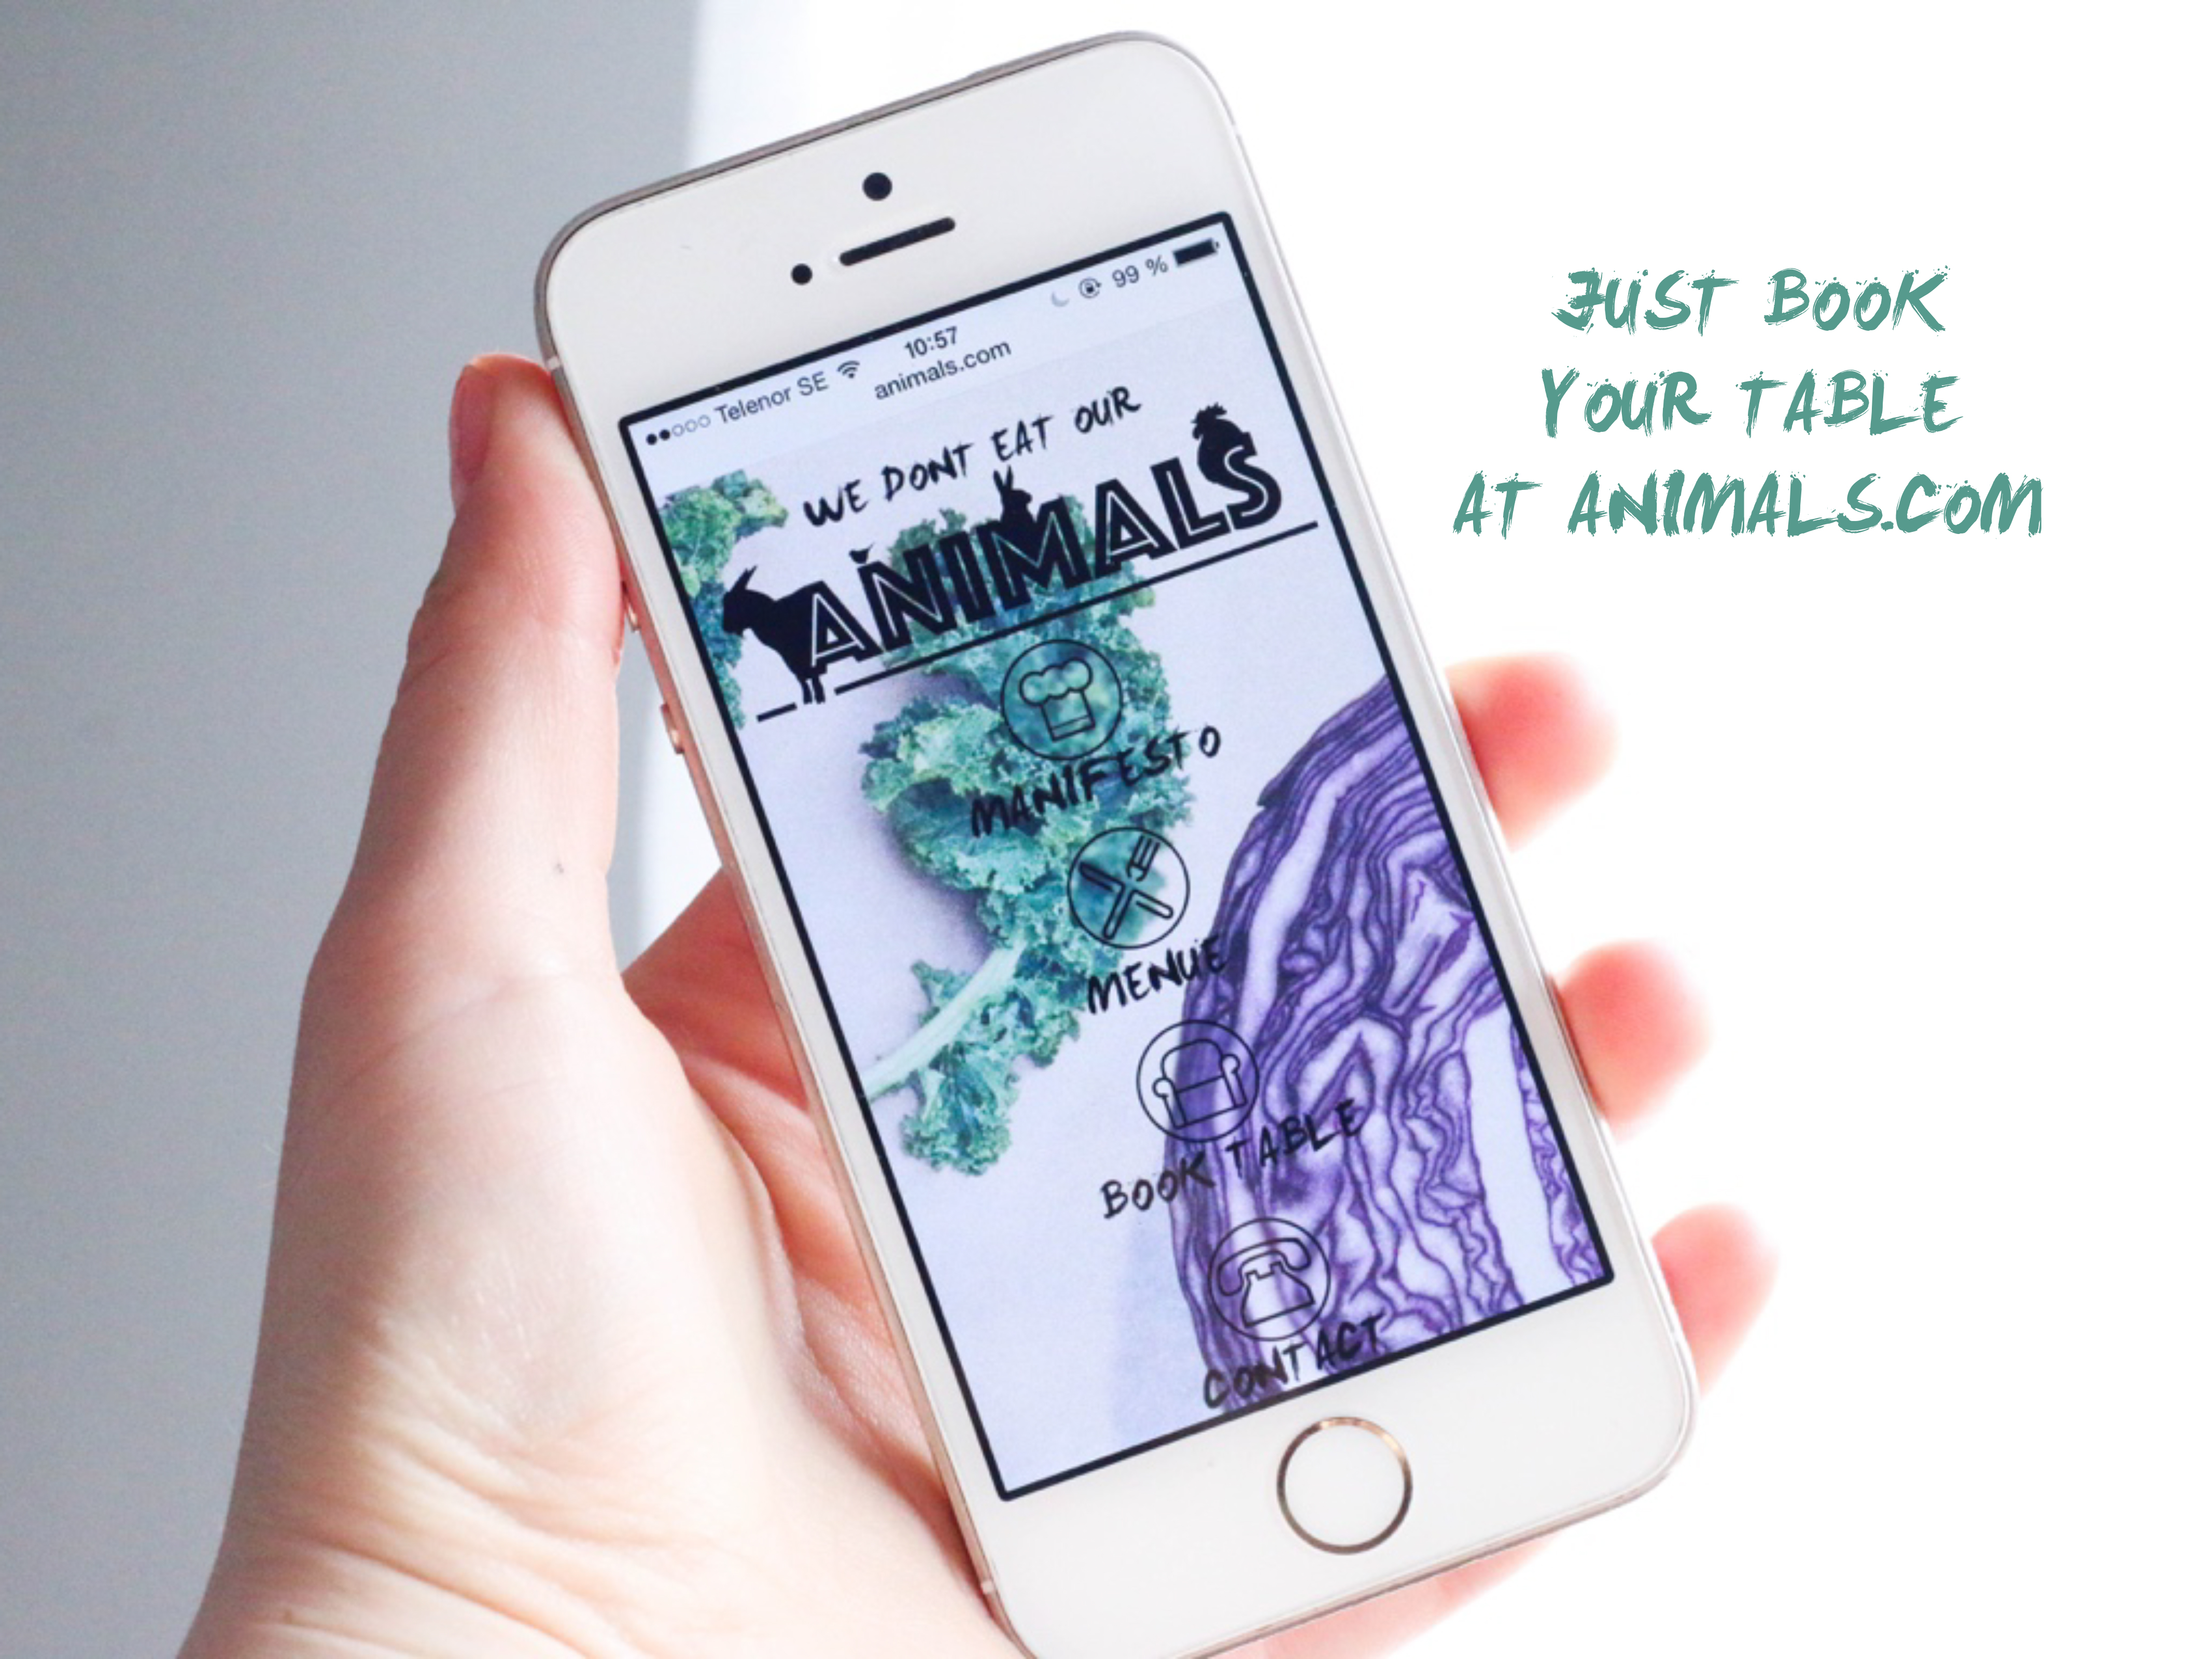 Telenor SE 10:57 99 %
animals.com
WE DONT EAT OUR
ANIMALS
MANIFESTO
MENUE
BOOK TABLE
CONTACT
JUST BOOK
YOUR TABLE
AT ANIMALS.COM